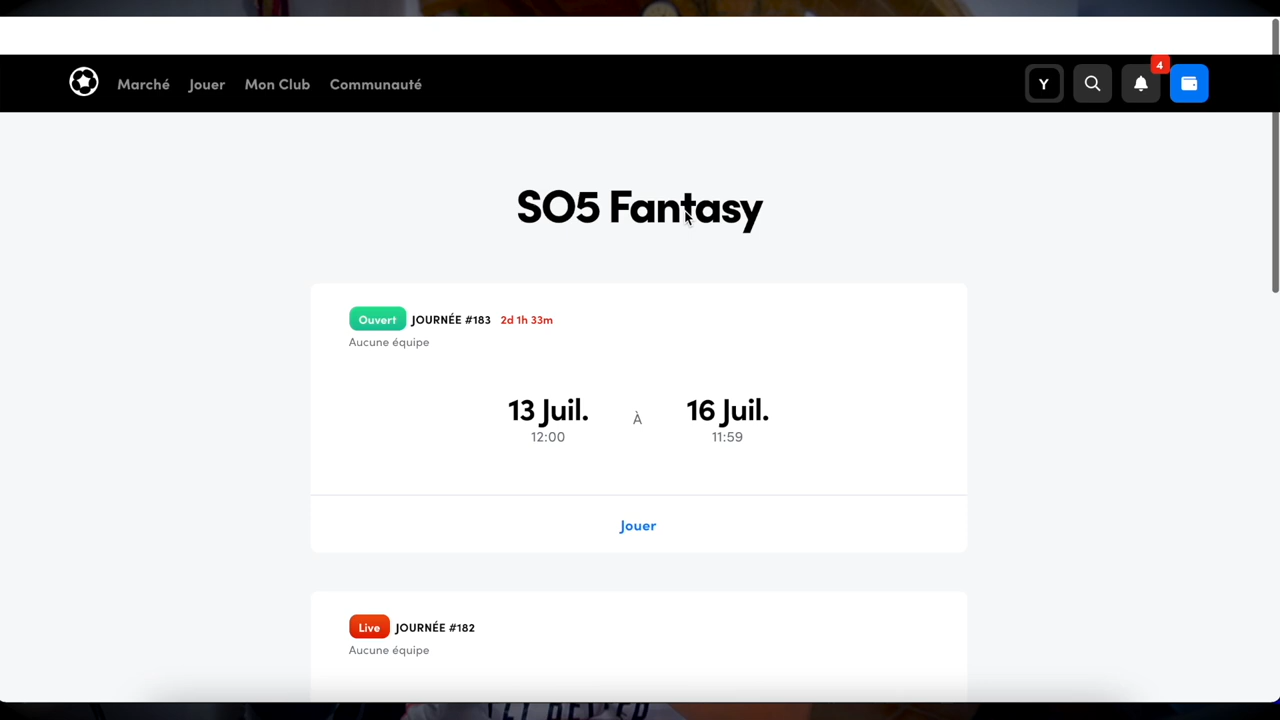 Marché Jouer Mon Club Communauté Y 4
SO5 Fantasy
Ouvert JOURNÉE #183 2d 1h 33m
Aucune équipe
13 Juil. À 16 Juil.
12:00 11:59
Jouer
Live JOURNÉE #182
Aucune équipe